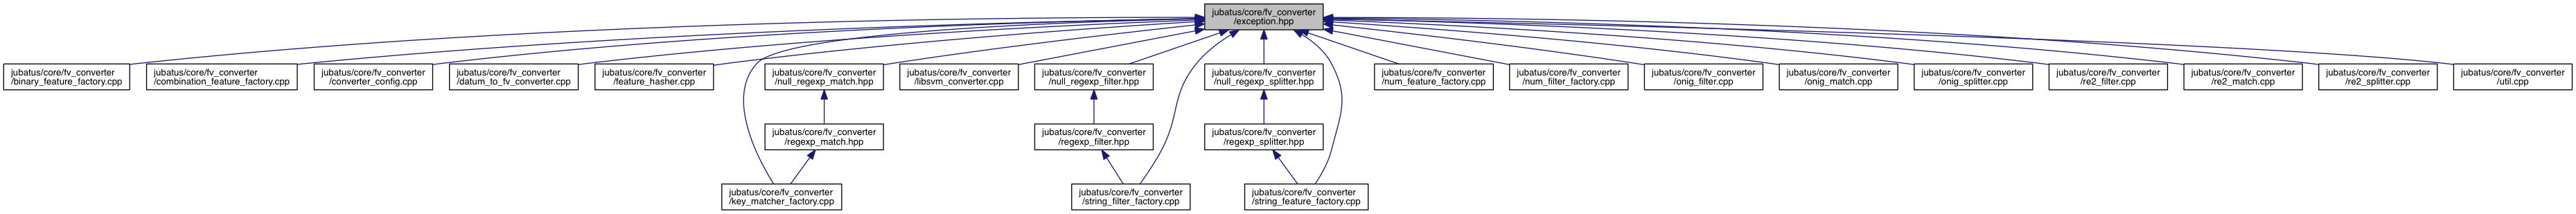 jubatus/core/fv_converter
/exception.hpp
jubatus/core/fv_converter
/binary_feature_factory.cpp
jubatus/core/fv_converter
/combination_feature_factory.cpp
jubatus/core/fv_converter
/converter_config.cpp
jubatus/core/fv_converter
/datum_to_fv_converter.cpp
jubatus/core/fv_converter
/feature_hasher.cpp
jubatus/core/fv_converter
/null_regexp_match.hpp
jubatus/core/fv_converter
/libsvm_converter.cpp
jubatus/core/fv_converter
/null_regexp_filter.hpp
jubatus/core/fv_converter
/null_regexp_splitter.hpp
jubatus/core/fv_converter
/num_feature_factory.cpp
jubatus/core/fv_converter
/num_filter_factory.cpp
jubatus/core/fv_converter
/onig_filter.cpp
jubatus/core/fv_converter
/onig_match.cpp
jubatus/core/fv_converter
/onig_splitter.cpp
jubatus/core/fv_converter
/re2_filter.cpp
jubatus/core/fv_converter
/re2_match.cpp
jubatus/core/fv_converter
/re2_splitter.cpp
jubatus/core/fv_converter
/util.cpp
jubatus/core/fv_converter
/regexp_match.hpp
jubatus/core/fv_converter
/regexp_filter.hpp
jubatus/core/fv_converter
/regexp_splitter.hpp
jubatus/core/fv_converter
/key_matcher_factory.cpp
jubatus/core/fv_converter
/string_filter_factory.cpp
jubatus/core/fv_converter
/string_feature_factory.cpp